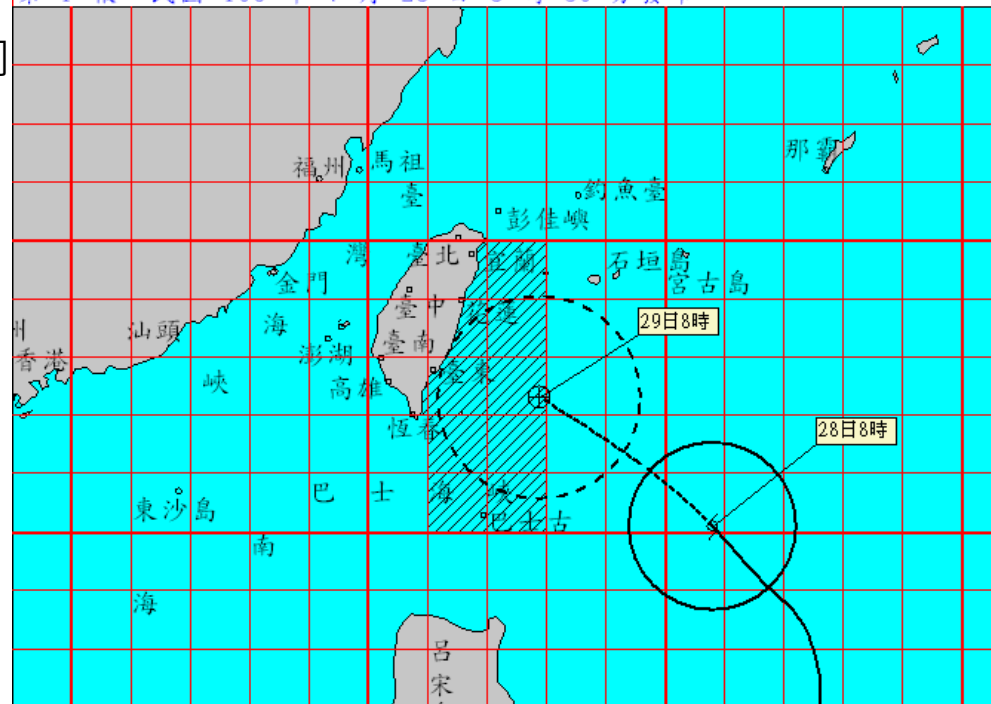 那霸
福州
馬祖
臺
釣魚臺
彭佳嶼
灣
臺北
宜蘭
石垣島
宮古島
金門
臺中
花蓮
海
29日8時
州
汕頭
臺南
香港
澎湖
臺東
峽
高雄
恆春
28日8時
巴士海峽
東沙島
巴士古
南
海
呂
宋